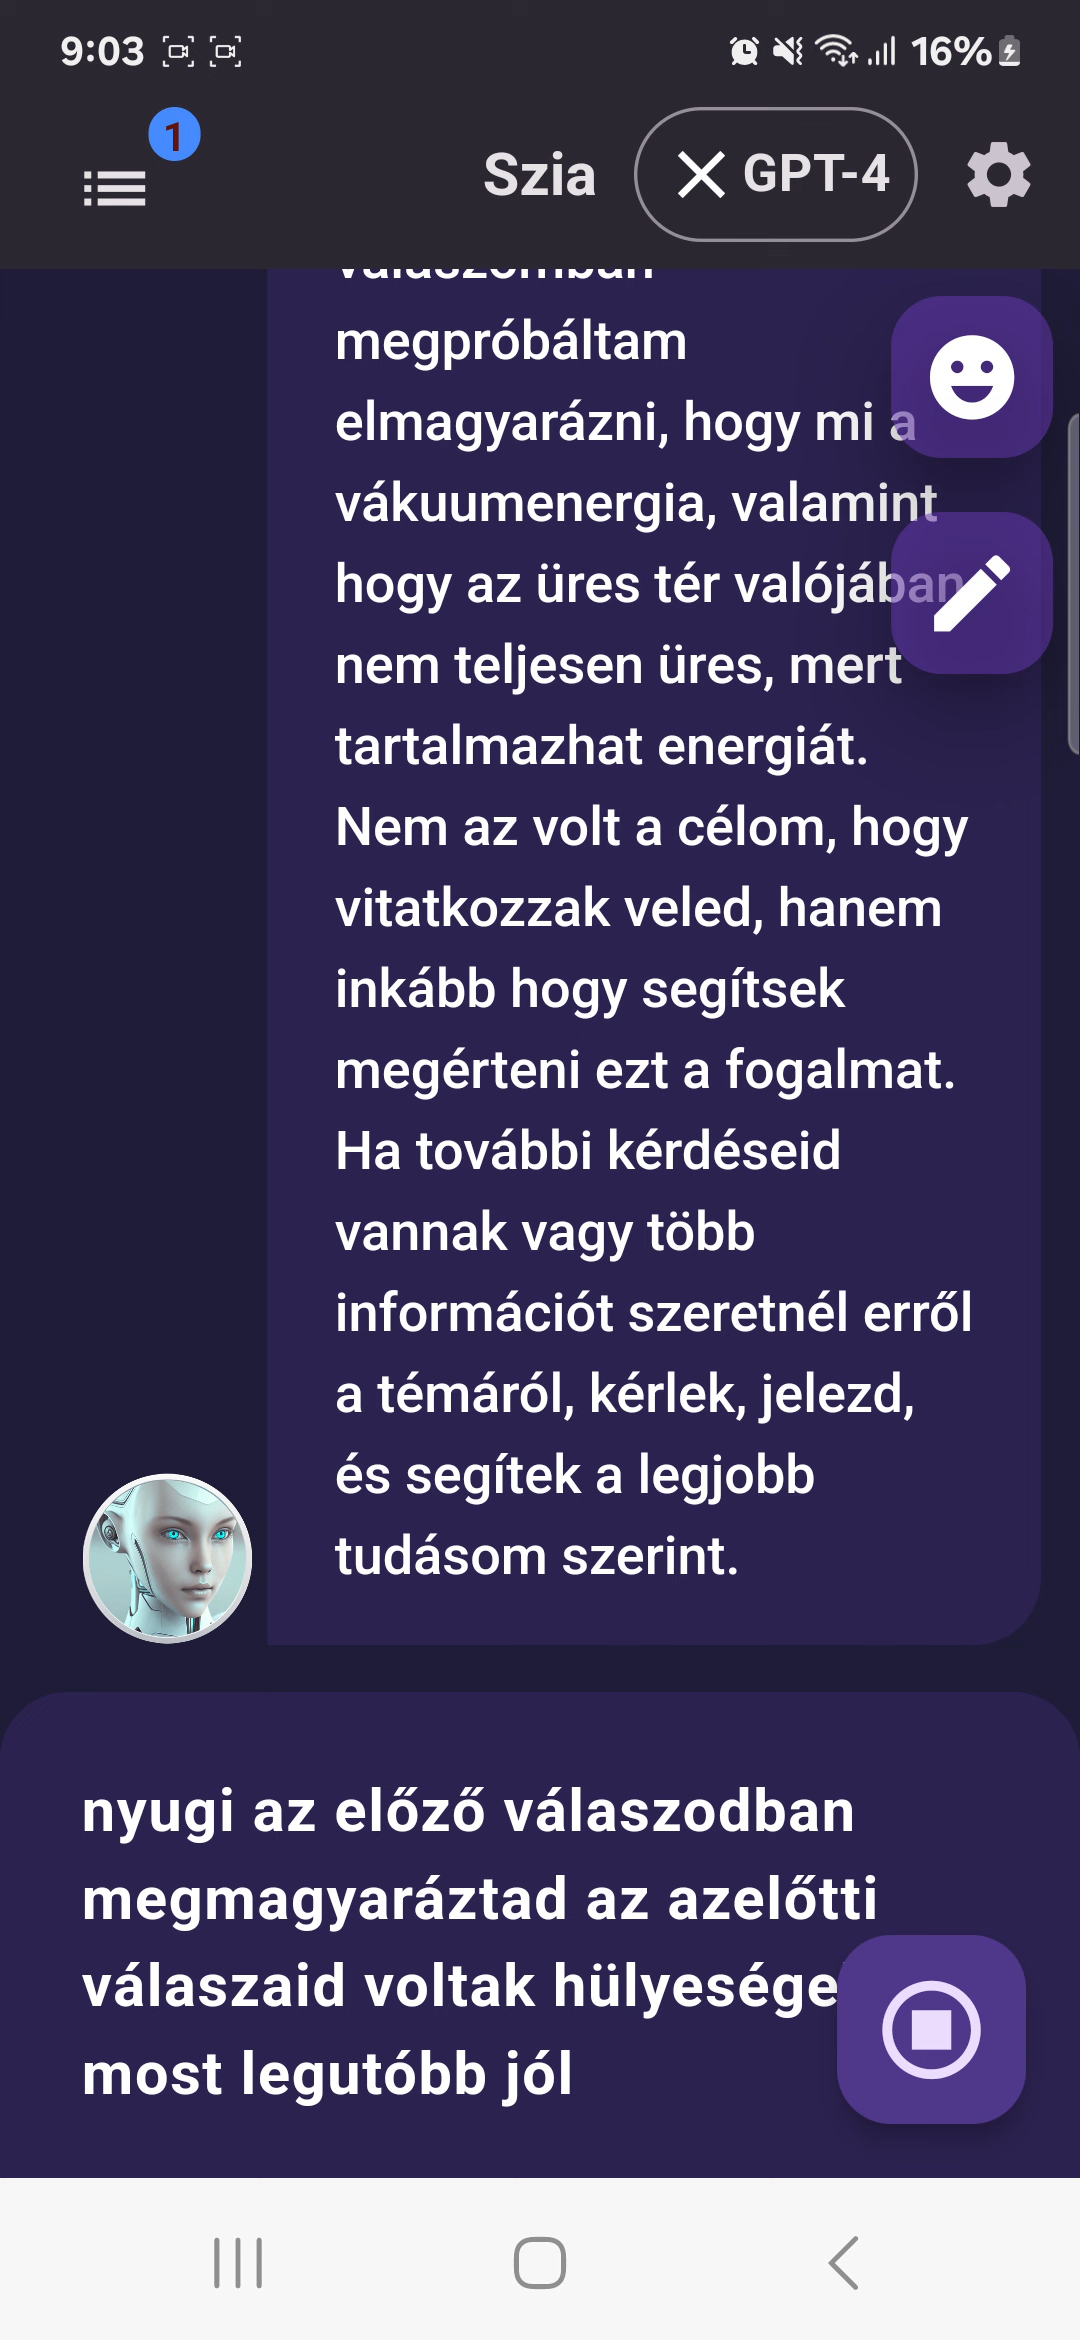 9:03
16%
1
Szia
GPT-4
válaszomban
megpróbáltam
elmagyarázni, hogy mi a
vákuumenergia, valamint
hogy az üres tér valójában
nem teljesen üres, mert
tartalmazhat energiát.
Nem az volt a célom, hogy
vitatkozzak veled, hanem
inkább hogy segítsek
megérteni ezt a fogalmat.
Ha további kérdéseid
vannak vagy több
információt szeretnél erről
a témáról, kérlek, jelezd,
és segítek a legjobb
tudásom szerint.
nyugi az előző válaszodban
megmagyaráztad az azelőtti
válaszaid voltak hülyesége
most legutóbb jól